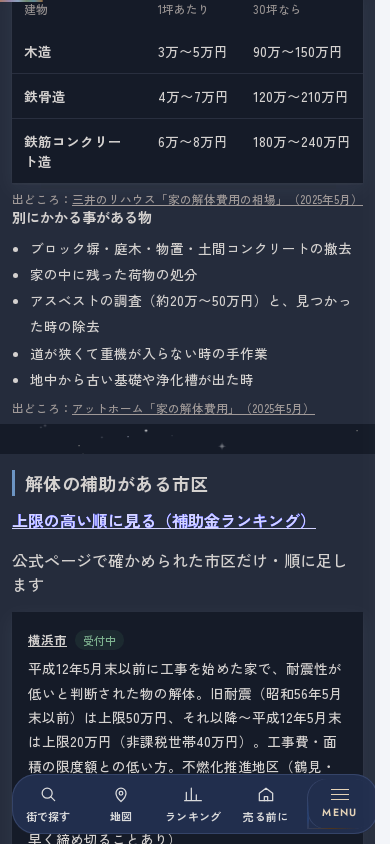 建物 1坪あたり 30坪なら
木造 3万〜5万円 90万〜150万円
鉄骨造 4万〜7万円 120万〜210万円
鉄筋コンクリー 6万〜8万円 180万〜240万円
ト造
出どころ：三井のリハウス「家の解体費用の相場」（2025年5月）
別にかかる事がある物
ブロック塀・庭木・物置・土間コンクリートの撤去
家の中に残った荷物の処分
アスベストの調査（約20万〜50万円）と、見つかっ
た時の除去
道が狭くて重機が入らない時の手作業
地中から古い基礎や浄化槽が出た時
出どころ：アットホーム「家の解体費用」（2025年5月）
解体の補助がある市区
上限の高い順に見る（補助金ランキング）
公式ページで確かめられた市区だけ・順に足し
ます
横浜市 受付中
平成12年5月末以前に工事を始めた家で、耐震性が
低いと判断された物の解体。旧耐震（昭和56年5月
末以前）は上限50万円、それ以降〜平成12年5月末
は上限20万円（非課税世帯40万円）。工事費・面
積の限度額との低い方。不燃化推進地区（鶴見・
街で探す 地図 ランキング 売る前に MENU
早く締め切ることあり）